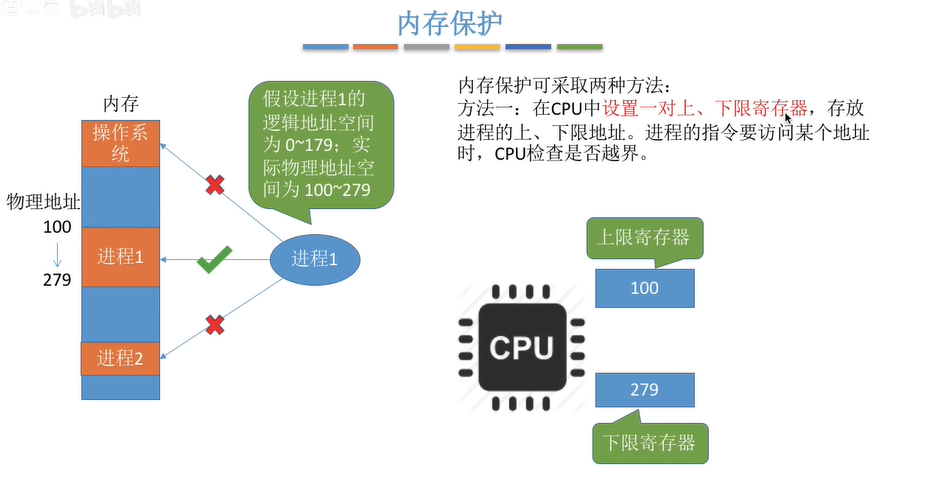 bilibili
内存保护
内存
操作系
统
物理地址
100
279
进程1
进程2
假设进程1的
逻辑地址空间
为 0~179；实
际物理地址空
间为 100~279
进程1
内存保护可采取两种方法：
方法一：在CPU中设置一对上、下限寄存器，存放
进程的上、下限地址。进程的指令要访问某个地址
时，CPU检查是否越界。
上限寄存器
100
CPU
279
下限寄存器